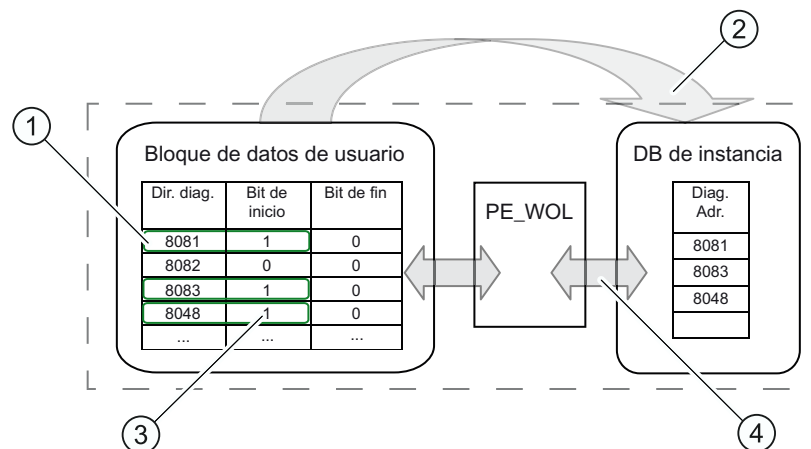 2
1
Bloque de datos de usuario
Dir. diag. Bit de inicio Bit de fin
8081 1 0
8082 0 0
8083 1 0
8048 1 0
... ... ...
PE_WOL
DB de instancia
Diag.
Adr.
8081
8083
8048
3
4